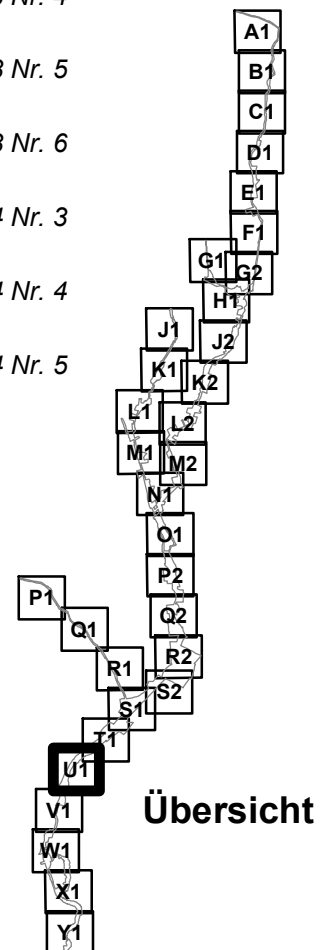 Nr. 4
Nr. 5
Nr. 6
Nr. 3
Nr. 4
Nr. 5
A1
B1
C1
D1
E1
F1
G1
G2
H1
J1
J2
K1
K2
L1
L2
M1
M2
N1
O1
P2
P1
Q2
Q1
R2
R1
S2
S1
T1
U1
V1
Übersicht
W1
X1
Y1